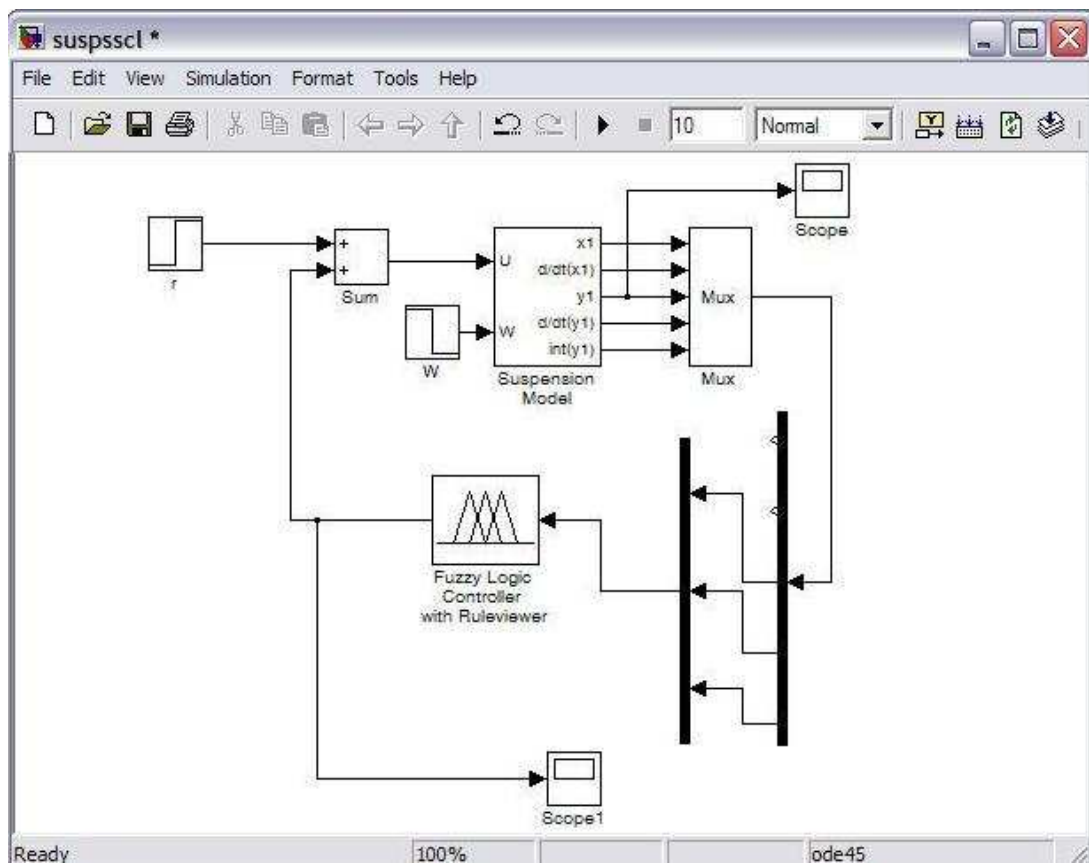 suspsscl *
File Edit View Simulation Format Tools Help
10 Normal
Scope
r
+
+
Sum
W
U
W
x1
d/dt(x1)
y1
d/dt(y1)
int(y1)
Suspension
Model
Mux
Mux
Fuzzy Logic
Controller
with Ruleviewer
Scope1
Ready 100% ode45